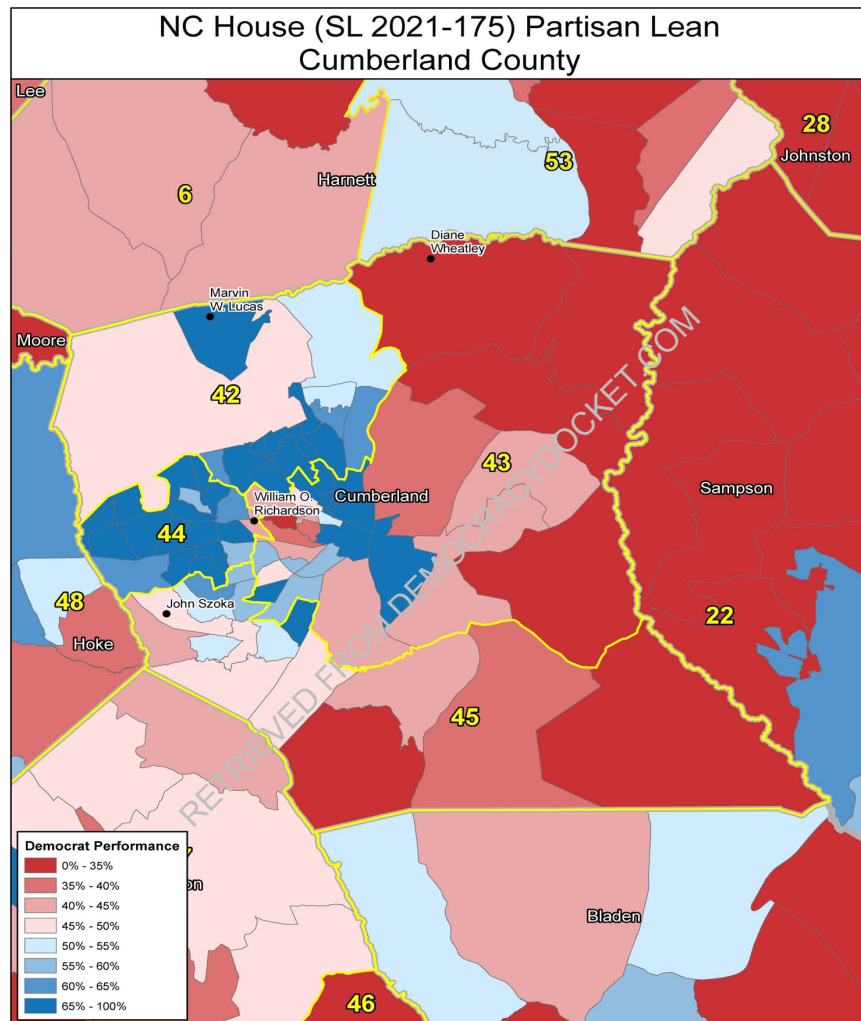 NC House (SL 2021-175) Partisan Lean
Cumberland County
Lee
28
Johnston
53
6
Harnett
Diane
Wheatley
Marvin
W. Lucas
Moore
42
43
William O.
Richardson
Cumberland
Sampson
44
48
John Szoka
Hoke
22
45
RETRIEVED FROM DEMOCRACYDOCKET.COM
Democrat Performance
0% - 35%
35% - 40%
40% - 45%
45% - 50%
50% - 55%
55% - 60%
60% - 65%
65% - 100%
on
Bladen
46